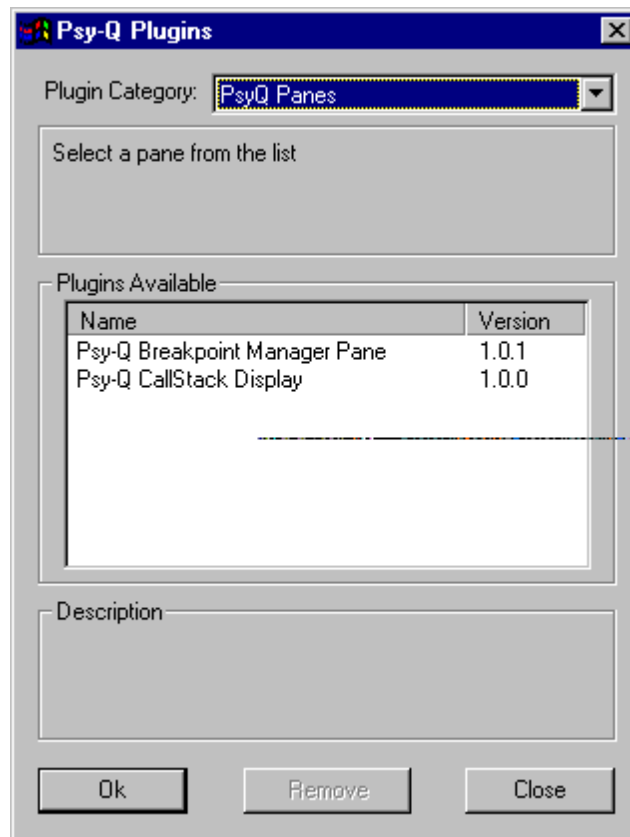 Psy-Q Plugins
Plugin Category: PsyQ Panes
Select a pane from the list
Plugins Available
Name Version
Psy-Q Breakpoint Manager Pane 1.0.1
Psy-Q CallStack Display 1.0.0
Description
Ok Remove Close